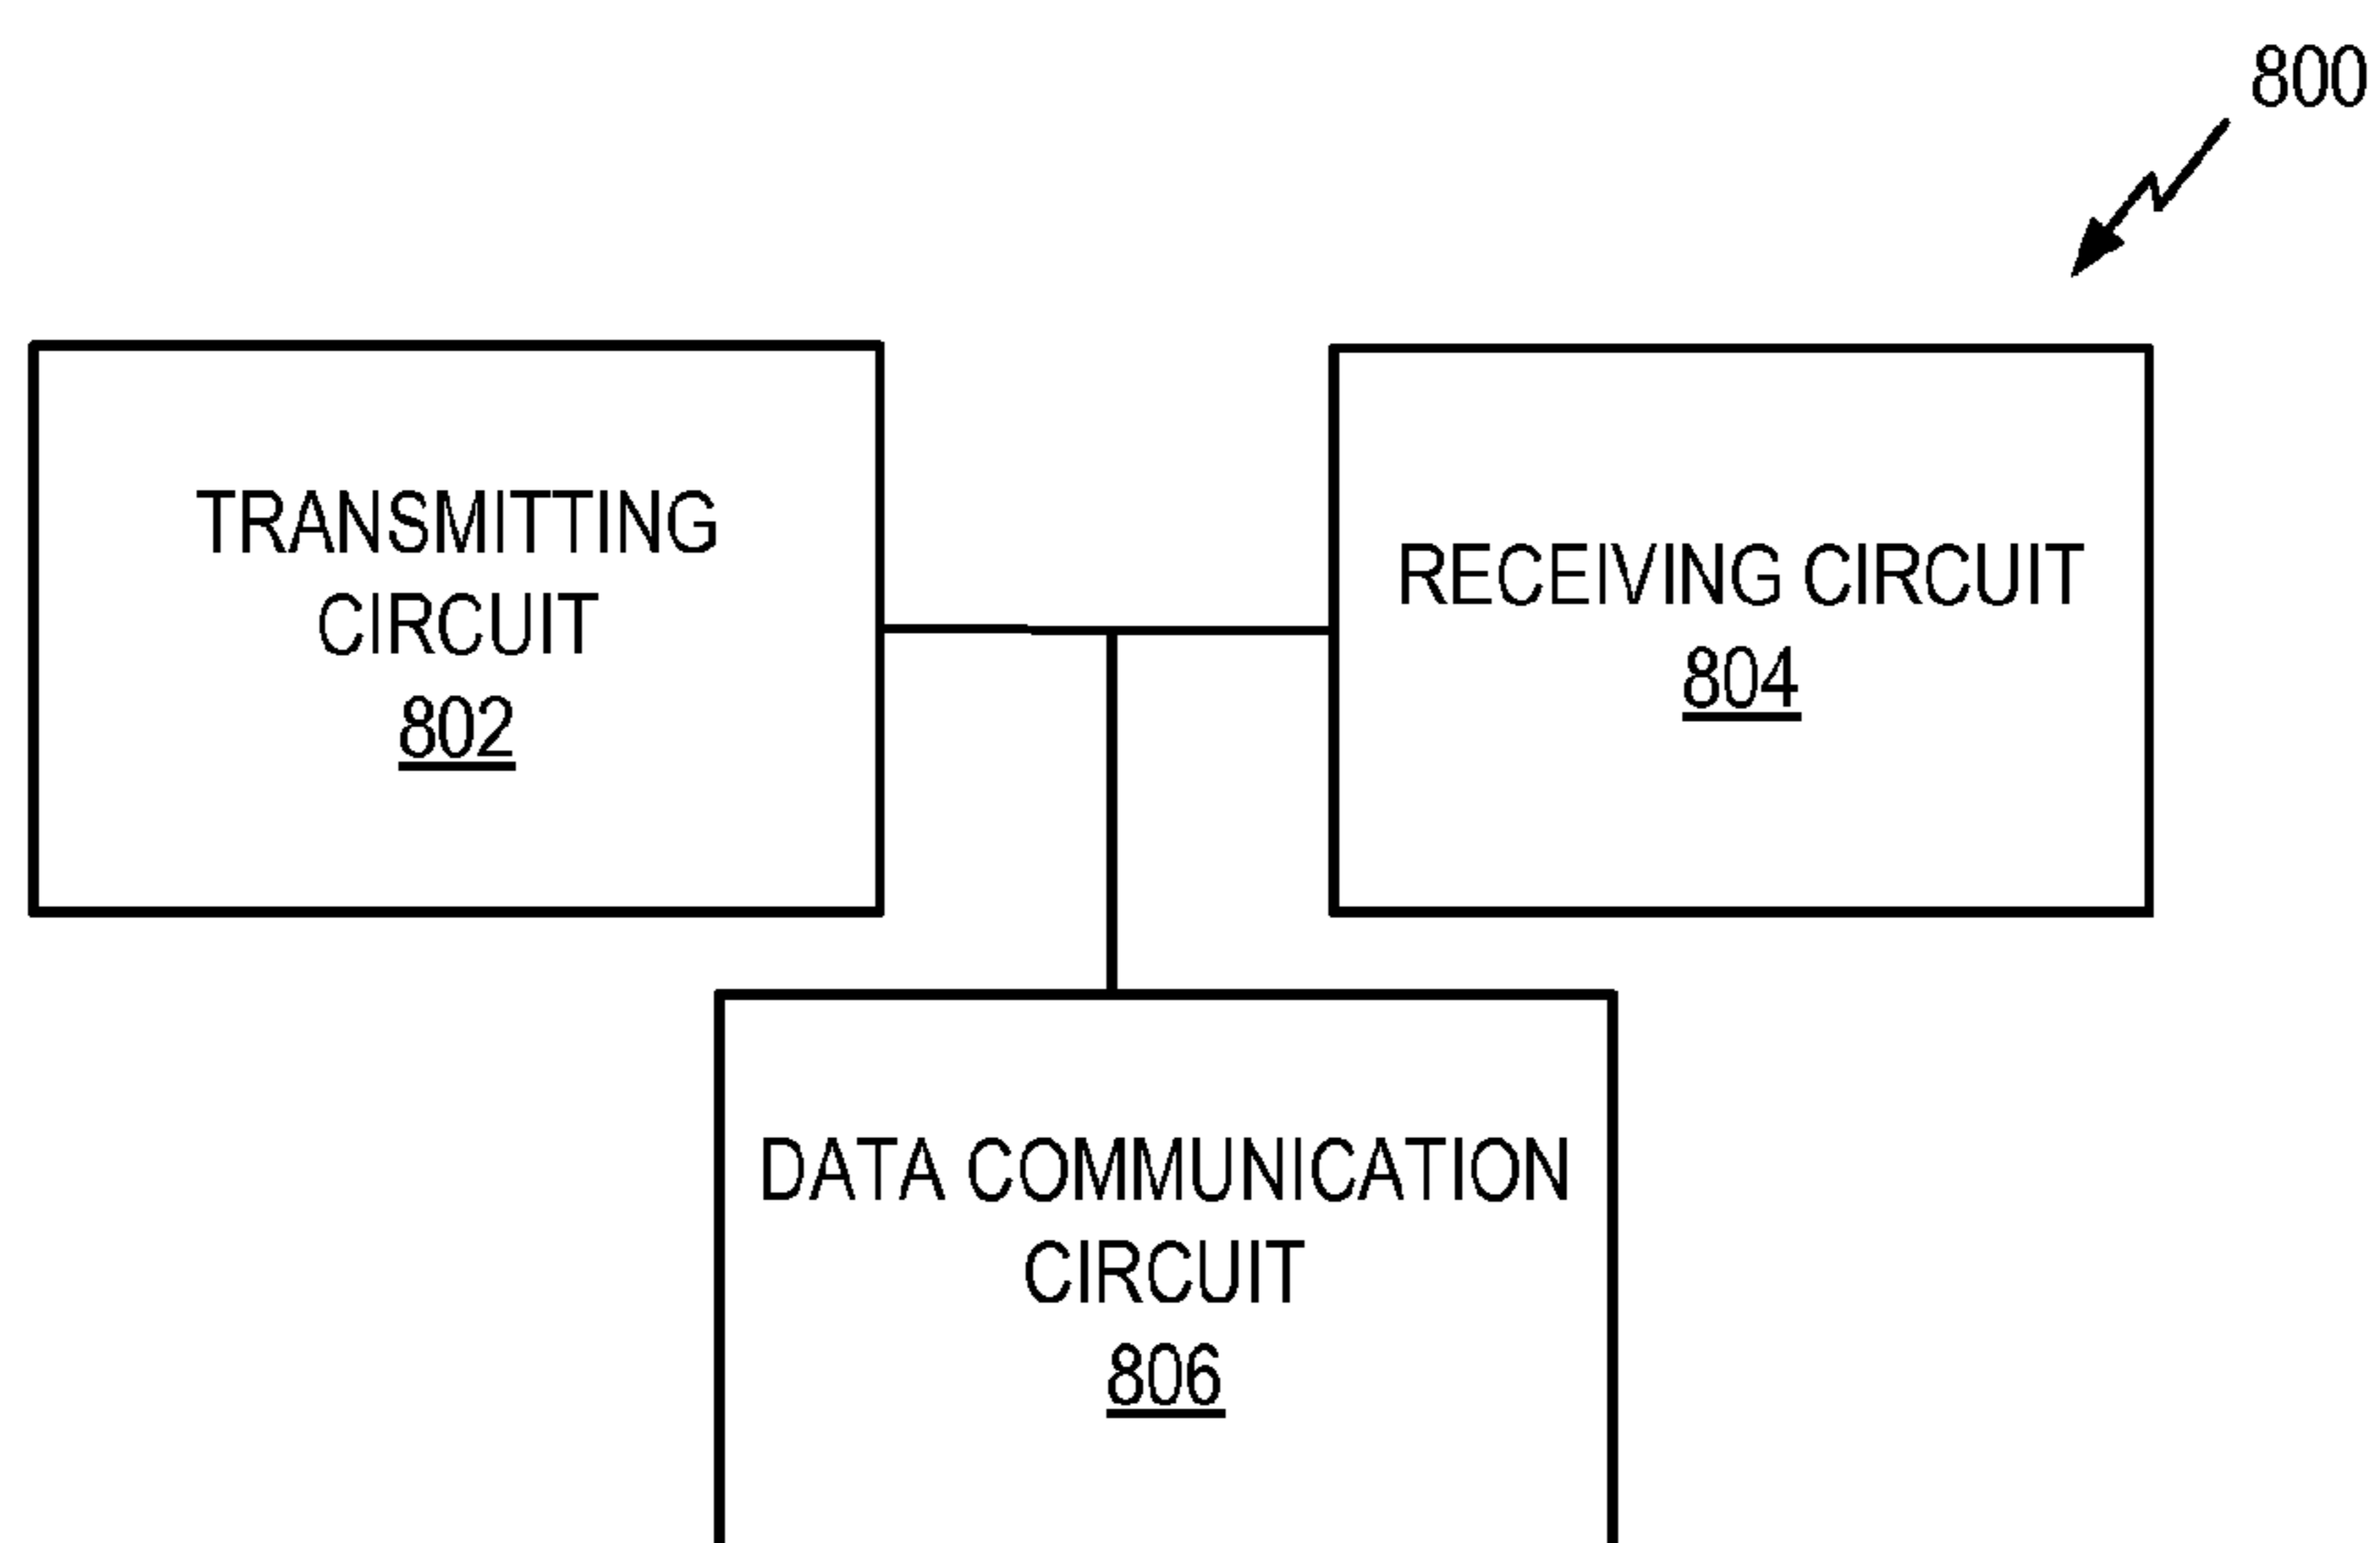 800
TRANSMITTING
CIRCUIT
802
RECEIVING CIRCUIT
804
DATA COMMUNICATION
CIRCUIT
806